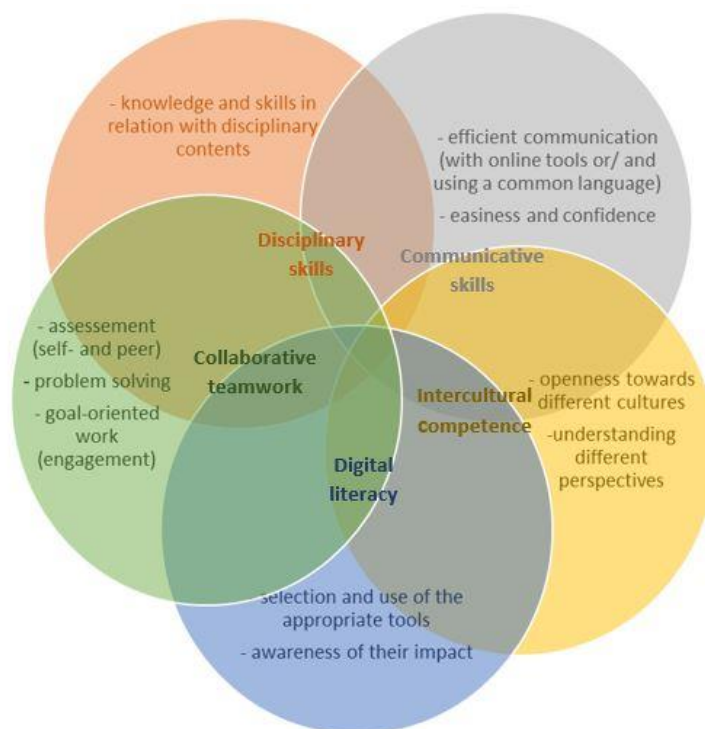 - knowledge and skills in
relation with disciplinary
contents
- efficient communication
(with online tools or/ and
using a common language)
- easiness and confidence
Disciplinary
skills
Communicative
skills
- assessement
(self- and peer)
- problem solving
- goal-oriented
work
(engagement)
Collaborative
teamwork
Intercultural
competence
- openness towards
different cultures
-understanding
different
perspectives
Digital
literacy
selection and use of the
appropriate tools
- awareness of their impact